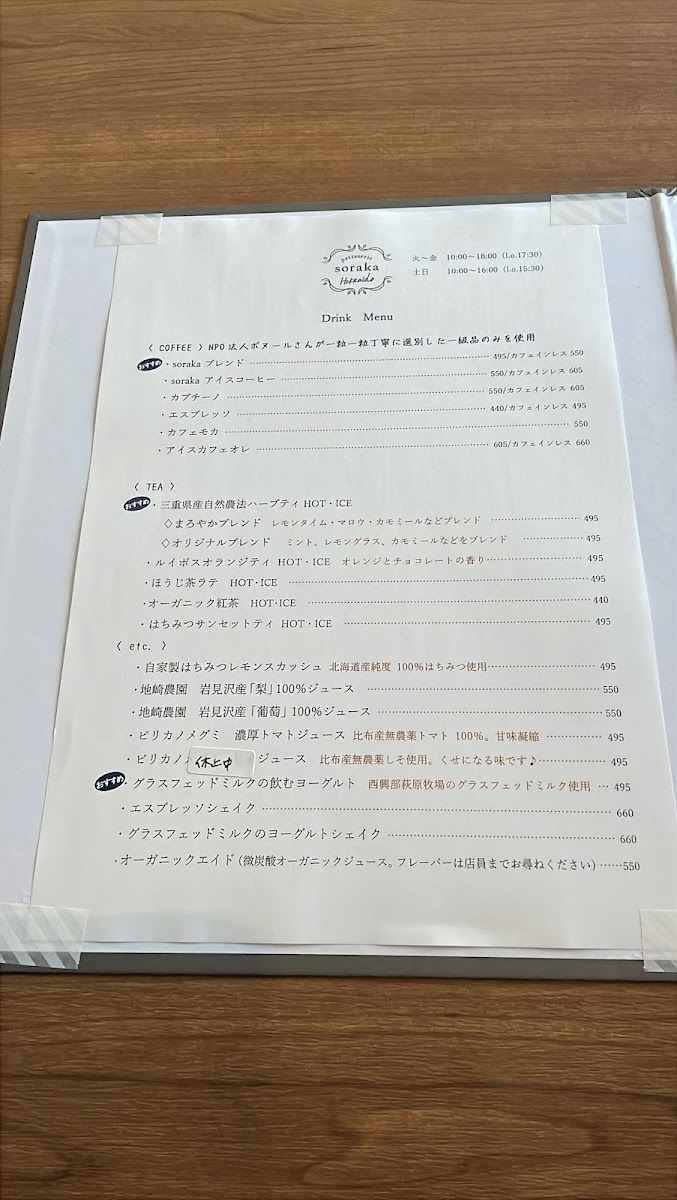 patisserie
soraka
Hokkaido
火～金　10:00～18:00（l.o.17:30）
土日　10:00～16:00（l.o.15:30）
Drink Menu
〈 COFFEE 〉NPO法人ポヌールさんが一粒一粒丁寧に選別した一級品のみを使用
おすすめ ・soraka ブレンド 495/カフェインレス 550
・soraka アイスコーヒー 550/カフェインレス 605
・カプチーノ 550/カフェインレス 605
・エスプレッソ 440/カフェインレス 495
・カフェモカ 550
・アイスカフェオレ 605/カフェインレス 660
〈 TEA 〉
おすすめ ・三重県産自然農法ハーブティ HOT・ICE
◇まろやかブレンド　レモンタイム・マロウ・カモミールなどブレンド 495
◇オリジナルブレンド　ミント、レモングラス、カモミールなどをブレンド 495
・ルイボスオランジティ HOT・ICE　オレンジとチョコレートの香り 495
・ほうじ茶ラテ　HOT・ICE 495
・オーガニック紅茶　HOT・ICE 440
・はちみつサンセットティ HOT・ICE 495
〈 etc. 〉
・自家製はちみつレモンスカッシュ 北海道産純度 100%はちみつ使用 495
・地崎農園　岩見沢産「梨」100%ジュース 550
・地崎農園　岩見沢産「葡萄」100%ジュース 550
・ピリカノメグミ　濃厚トマトジュース 比布産無農薬トマト 100%。甘味凝縮 495
・ピリカノメ 休止中 ジュース　比布産無農薬しそ使用。くせになる味です♪ 495
おすすめ ・グラスフェッドミルクの飲むヨーグルト　西興部萩原牧場のグラスフェッドミルク使用 495
・エスプレッソシェイク 660
・グラスフェッドミルクのヨーグルトシェイク 660
・オーガニックエイド（微炭酸オーガニックジュース。フレーバーは店員までお尋ねください）550